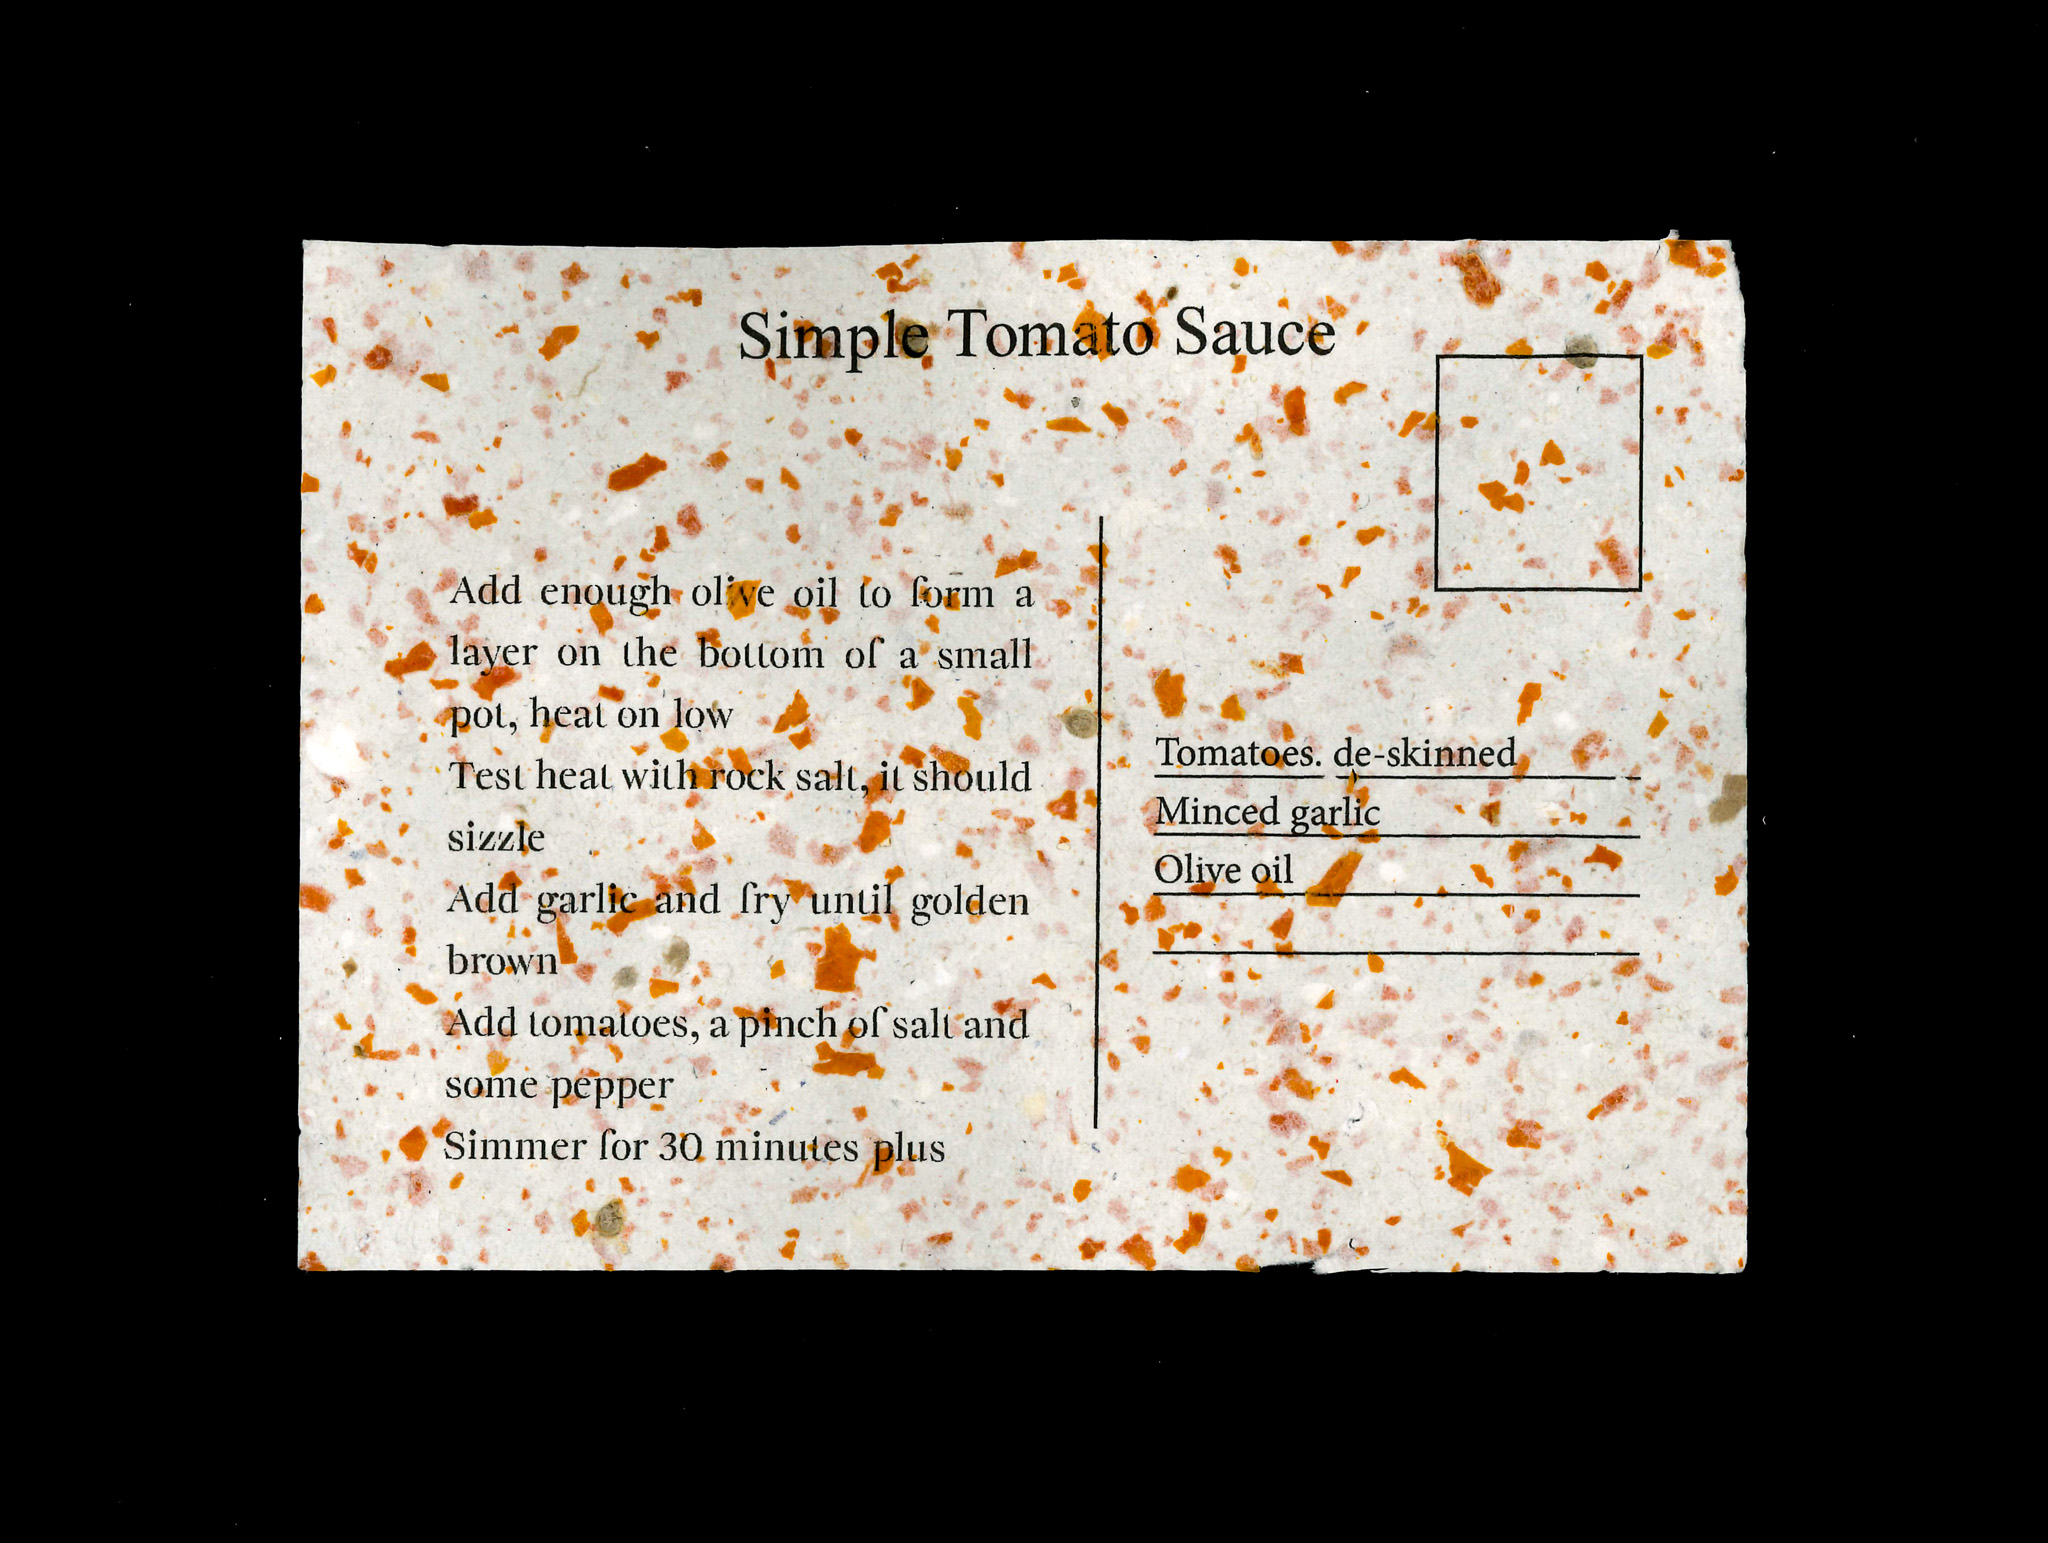 Simple Tomato Sauce
Add enough olive oil to form a
layer on the bottom of a small
pot, heat on low
Test heat with rock salt, it should
sizzle
Add garlic and fry until golden
brown
Add tomatoes, a pinch of salt and
some pepper
Simmer for 30 minutes plus
Tomatoes. de-skinned
Minced garlic
Olive oil